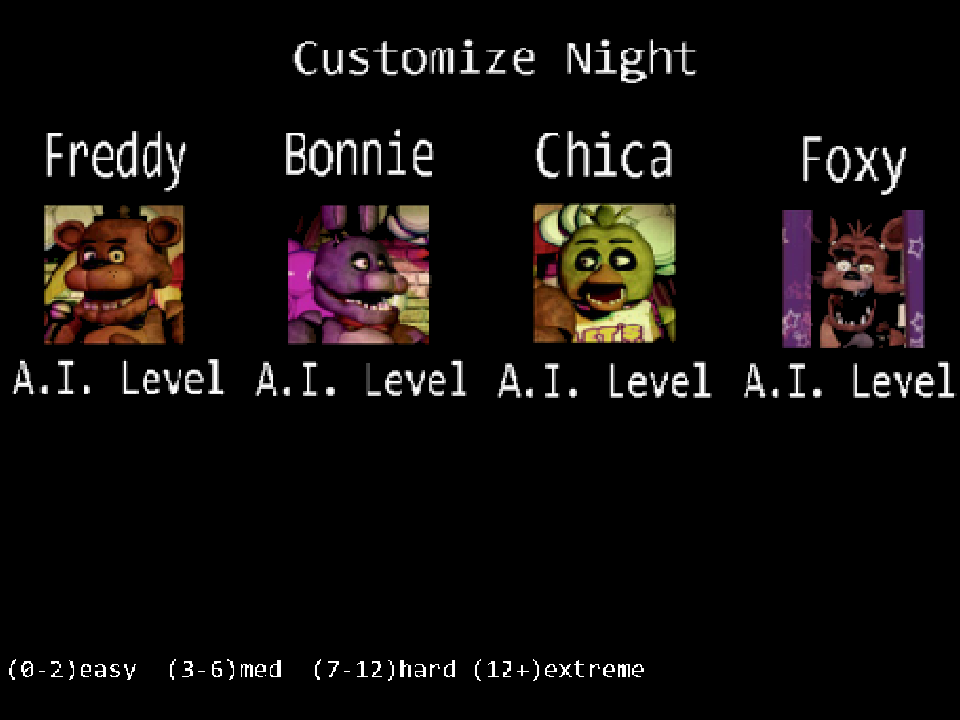 Customize Night
Freddy Bonnie Chica Foxy
A.I. Level A.I. Level A.I. Level A.I. Level
(0-2)easy (3-6)med (7-12)hard (12+)extreme